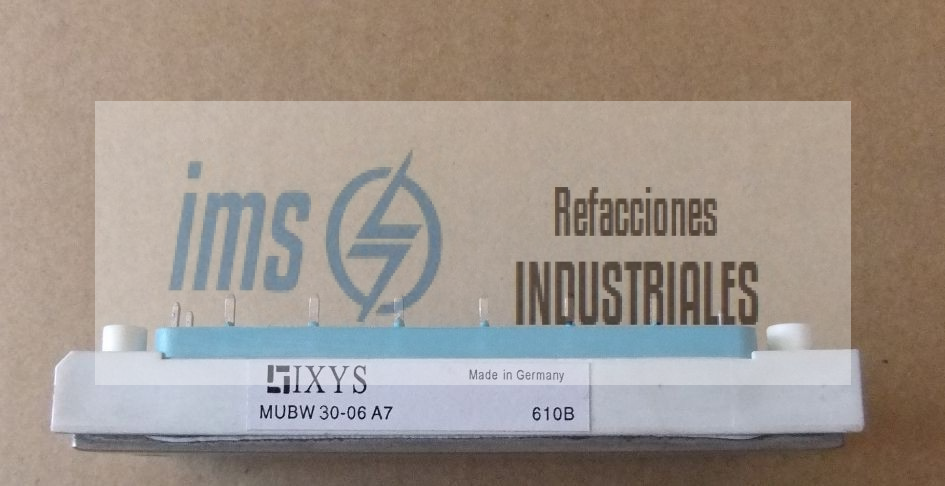 ims
Refacciones
INDUSTRIALES
IXYS
Made in Germany
MUBW 30-06 A7
610B